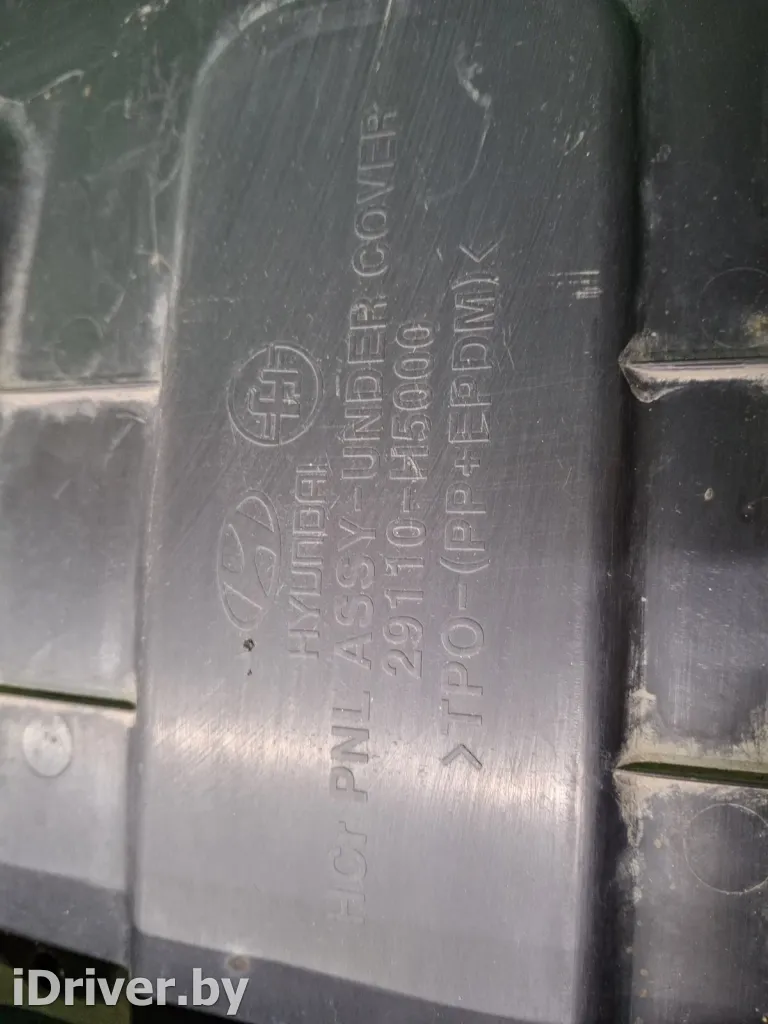 HYUNDAI
HCr PNL ASSY-UNDER COVER
29110-H5000
>TPO-(PP+EPDM)<
iDriver.by